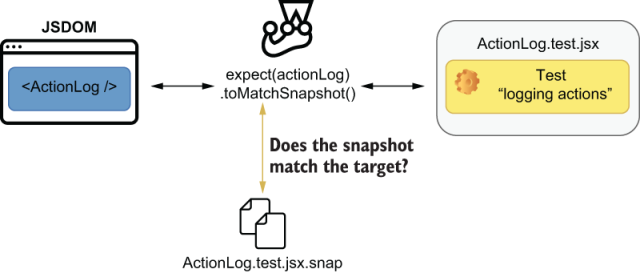 JSDOM
<ActionLog />
expect(actionLog)
.toMatchSnapshot()
ActionLog.test.jsx
Test
“logging actions”
Does the snapshot
match the target?
ActionLog.test.jsx.snap